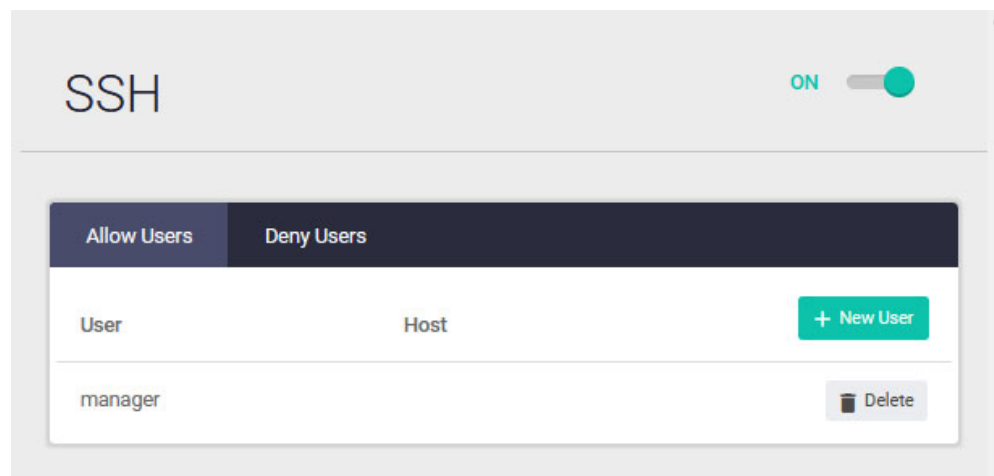 SSH
ON
Allow Users Deny Users
User Host + New User
manager Delete